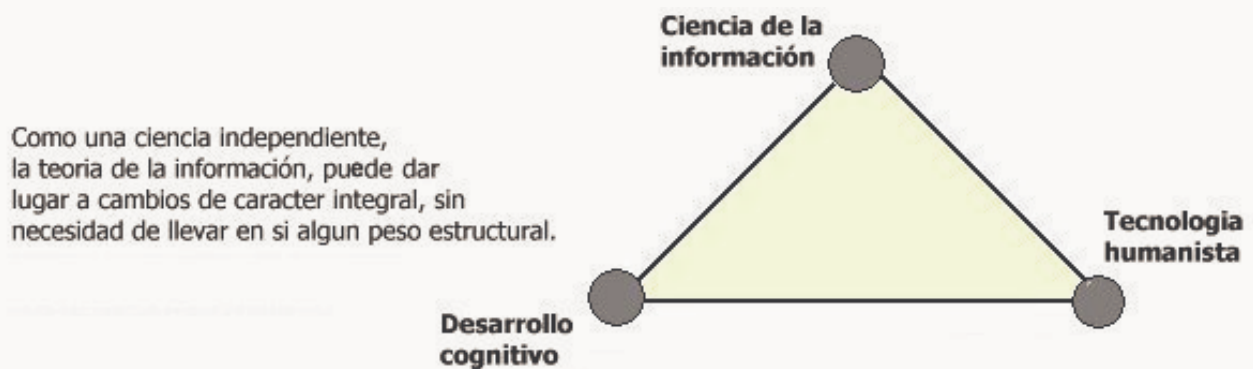 Ciencia de la
información
Como una ciencia independiente,
la teoria de la información, puede dar
lugar a cambios de caracter integral, sin
necesidad de llevar en si algun peso estructural.
Tecnologia
humanista
Desarrollo
cognitivo